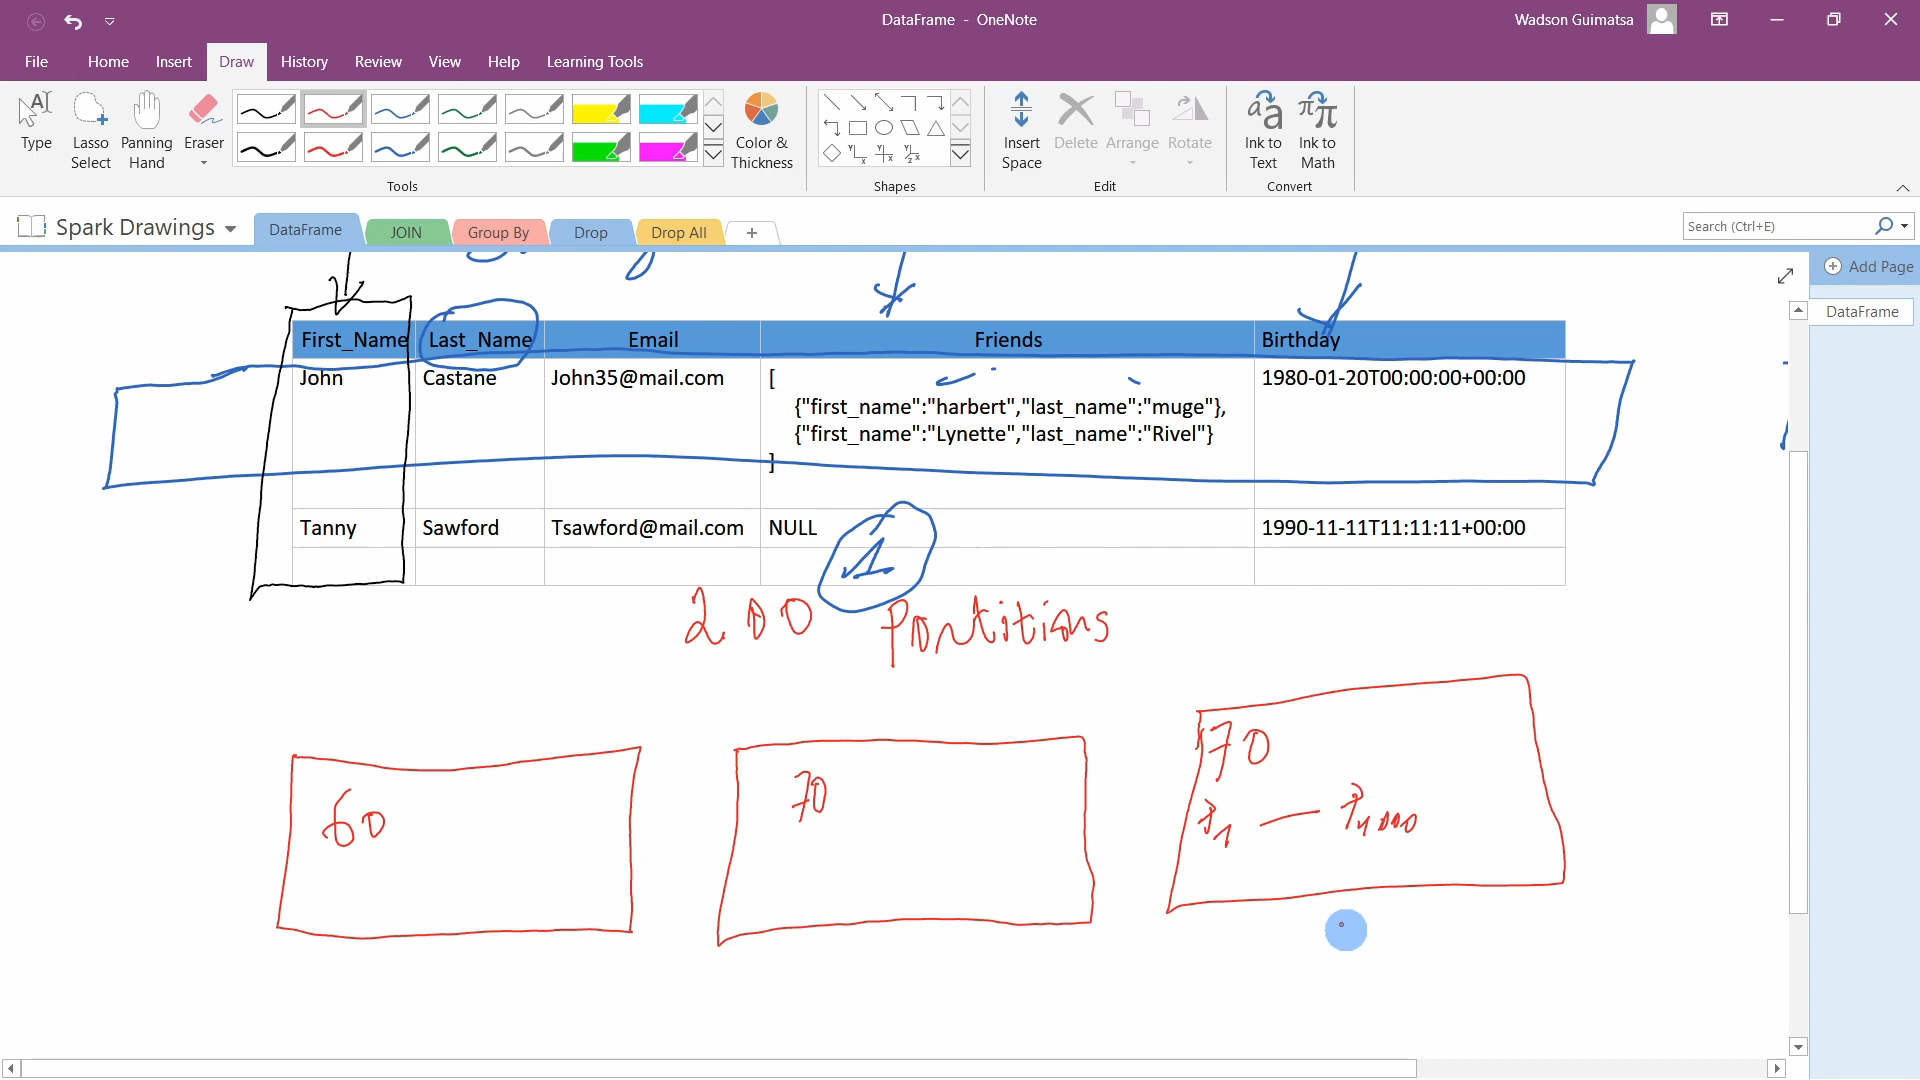 DataFrame - OneNote
Wadson Guimatsa
File Home Insert Draw History Review View Help Learning Tools
Type
Lasso Select
Panning Hand
Eraser
Color & Thickness
Insert Space
Delete
Arrange
Rotate
Ink to Text
Ink to Math
Tools
Shapes
Edit
Convert
Spark Drawings
DataFrame JOIN Group By Drop Drop All +
Search (Ctrl+E)
Add Page
DataFrame
First_Name Last_Name Email Friends Birthday
John Castane John35@mail.com [ 1980-01-20T00:00:00+00:00
{"first_name":"harbert","last_name":"muge"},
{"first_name":"Lynette","last_name":"Rivel"}
]
Tanny Sawford Tsawford@mail.com NULL 1990-11-11T11:11:11+00:00
1
200 Partitions
60
70
70
P1 — P4000